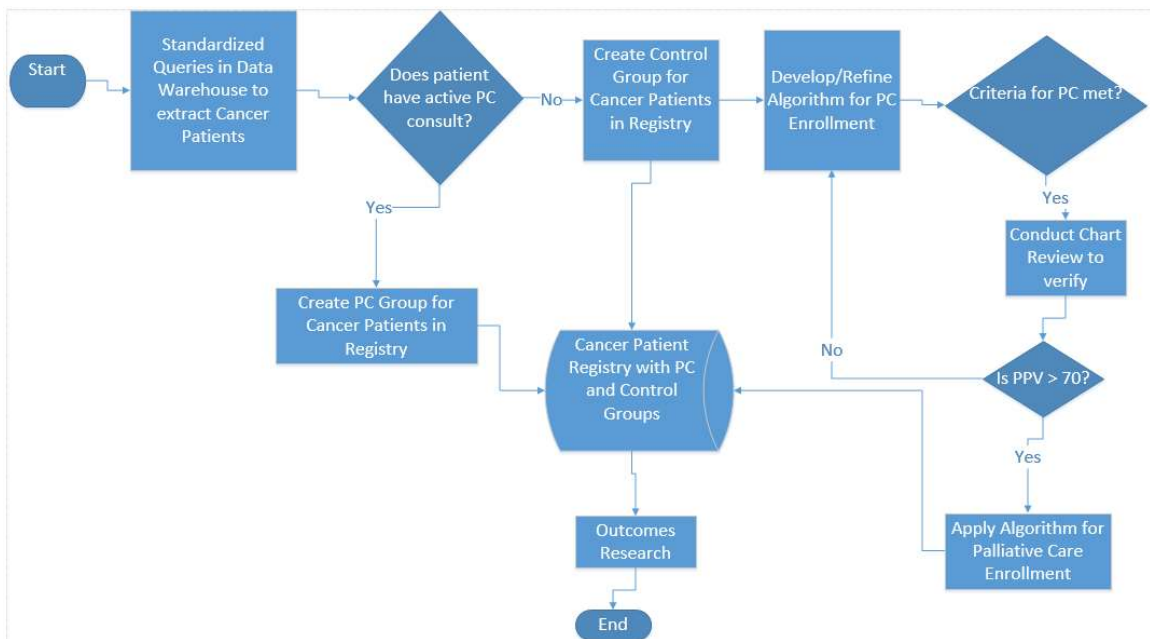 Start
Standardized
Queries in Data
Warehouse to
extract Cancer
Patients
Does patient
have active PC
consult?
No
Create Control
Group for
Cancer Patients
in Registry
Develop/Refine
Algorithm for PC
Enrollment
Criteria for PC met?
Yes
Conduct Chart
Review to
verify
Is PPV > 70?
No
Yes
Apply Algorithm for
Palliative Care
Enrollment
Yes
Create PC Group for
Cancer Patients in
Registry
Cancer Patient
Registry with PC
and Control
Groups
Outcomes
Research
End